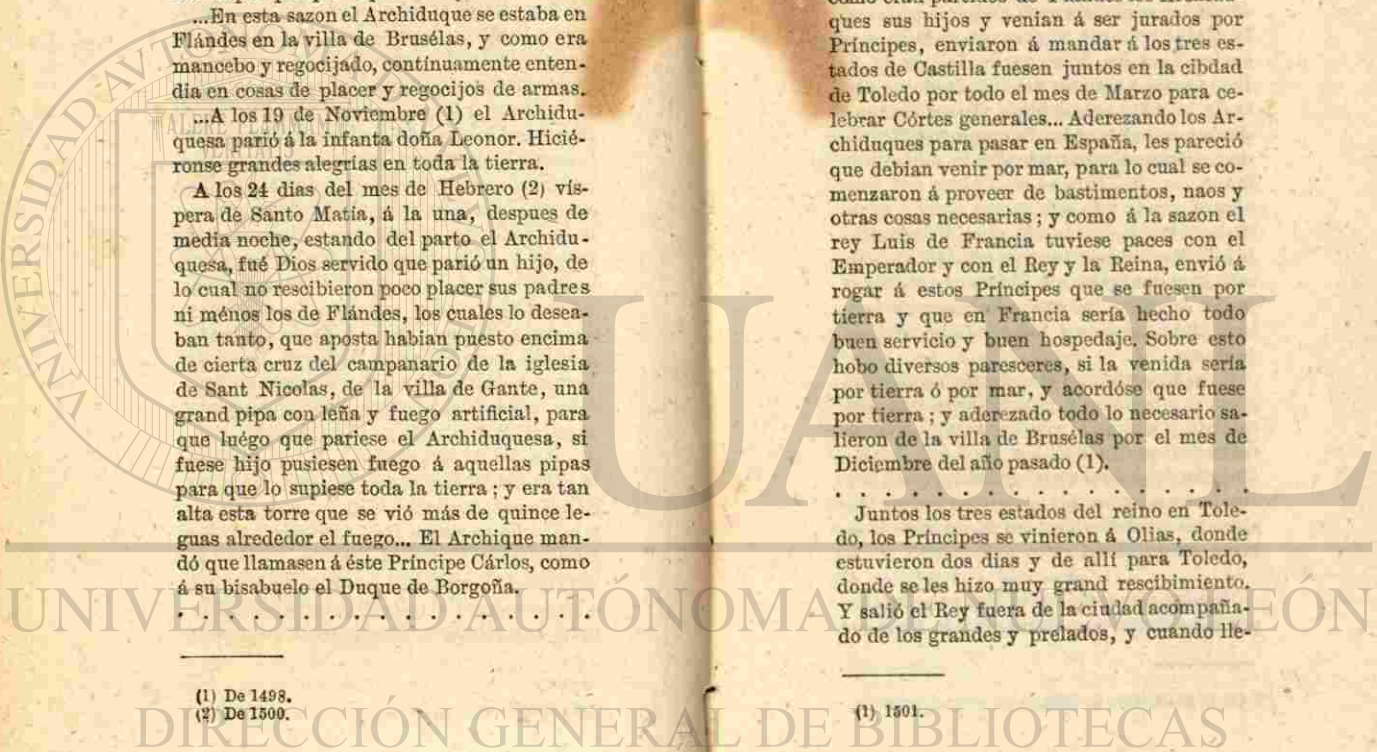 ...En esta sazon el Archiduque se estaba en
Flándes en la villa de Brusélas, y como era
mancebo y regocijado, contínuamente enten-
dia en cosas de placer y regocijos de armas.
...A los 19 de Noviembre (1) el Archidu-
quesa parió á la infanta doña Leonor. Hicié-
ronse grandes alegrías en toda la tierra.
A los 24 dias del mes de Hebrero (2) vís-
pera de Santo Matía, á la una, despues de
media noche, estando del parto el Archidu-
quesa, fué Dios servido que parió un hijo, de
lo cual no rescibieron poco placer sus padres
ni ménos los de Flándes, los cuales lo desea-
ban tanto, que aposta habian puesto encima
de cierta cruz del campanario de la iglesia
de Sant Nicolas, de la villa de Gante, una
grand pipa con leña y fuego artificial, para
que luégo que pariese el Archiduquesa, si
fuese hijo pusiesen fuego á aquellas pipas
para que lo supiese toda la tierra ; y era tan
alta esta torre que se vió más de quince le-
guas alrededor el fuego... El Archique man-
dó que llamasen á éste Príncipe Cárlos, como
á su bisabuelo el Duque de Borgoña.
. . . . . . . . . . . . . . . . .
(1) De 1498.
(2) De 1500.
ques sus hijos y venian á ser jurados por
Príncipes, enviaron á mandar á los tres es-
tados de Castilla fuesen juntos en la cibdad
de Toledo por todo el mes de Marzo para ce-
lebrar Córtes generales... Aderezando los Ar-
chiduques para pasar en España, les pareció
que debian venir por mar, para lo cual se co-
menzaron á proveer de bastimentos, naos y
otras cosas necesarias ; y como á la sazon el
rey Luis de Francia tuviese paces con el
Emperador y con el Rey y la Reina, envió á
rogar á estos Príncipes que se fuesen por
tierra y que en Francia sería hecho todo
buen servicio y buen hospedaje. Sobre esto
hobo diversos paresceres, si la venida sería
por tierra ó por mar, y acordóse que fuese
por tierra ; y aderezado todo lo necesario sa-
lieron de la villa de Brusélas por el mes de
Diciembre del año pasado (1).
. . . . . . . . . . . . . . . . .
Juntos los tres estados del reino en Tole-
do, los Príncipes se vinieron á Olias, donde
estuvieron dos dias y de allí para Toledo,
donde se les hizo muy grand rescibimiento.
Y salió el Rey fuera de la ciudad acompaña-
do de los grandes y prelados, y cuando lle-
(1) 1501.
UANL
UNIVERSIDAD AUTÓNOMA DE NUEVO LEÓN
DIRECCIÓN GENERAL DE BIBLIOTECAS